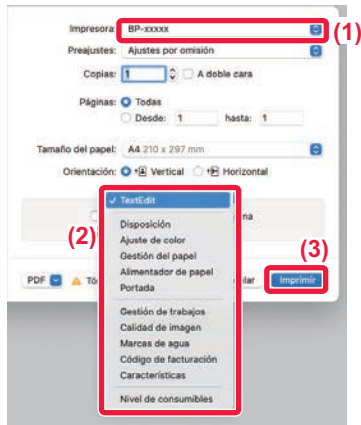 Impresora: BP-xxxxx (1)
Preajustes: Ajustes por omisión
Copias: 1 A doble cara
Páginas: Todas
Desde: 1 hasta: 1
Tamaño del papel: A4 210 x 297 mm
Orientación: Vertical Horizontal
✓ TextEdit
Disposición
(2) Ajuste de color
Gestión del papel
Alimentador de papel
Portada
(3)
PDF Imprimir
Gestión de trabajos
Calidad de imagen
Marcas de agua
Código de facturación
Características
Nivel de consumibles